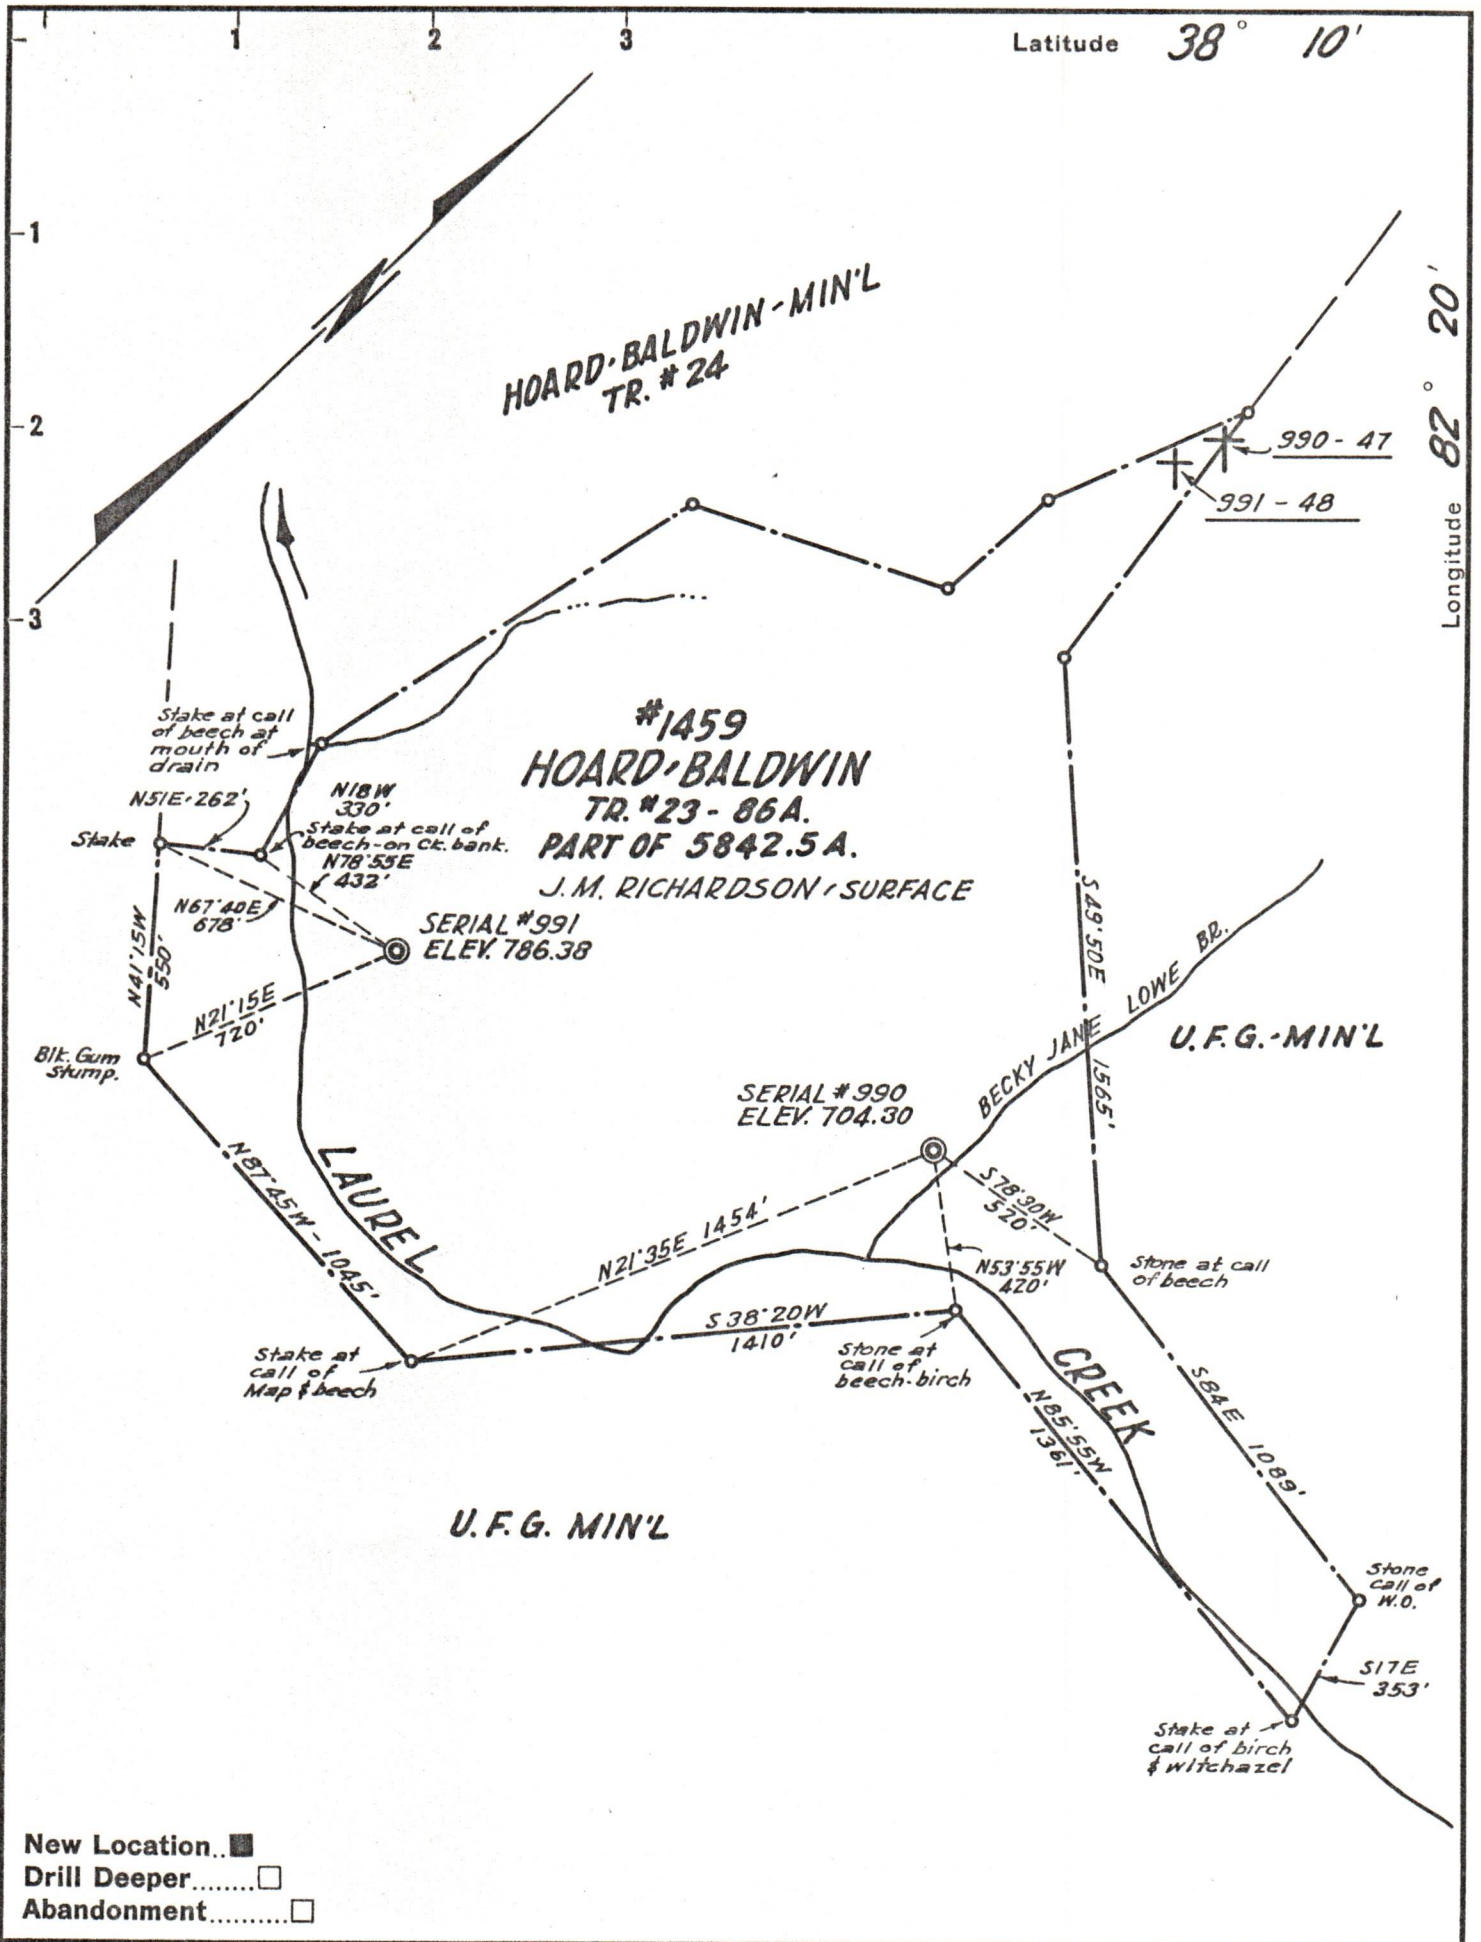 1 2 3
Latitude 38° 10'
-1
-2
-3
Longitude 82° 20'
HOARD-BALDWIN-MIN'L
TR. #24
990 - 47
991 - 48
Stake at call
of beech at
mouth of
drain
N51E-262'
N18W
330'
Stake
Stake at call of
beech-on Ck. bank.
N78°55E
432'
#1459
HOARD-BALDWIN
TR. #23 - 86A.
PART OF 5842.5A.
J.M. RICHARDSON-SURFACE
N67°40E
678'
SERIAL #991
ELEV. 786.38
N41°15W
550'
N21°15E
720'
Blk. Gum
Stump.
S49°50E 1565'
BECKY JANE LOWE BR.
U.F.G.-MIN'L
SERIAL #990
ELEV. 704.30
N87°45W - 1045'
LAUREL
N21°35E 1454'
S78°30W
520'
N53°55W
420'
Stone at call
of beech
S38°20W
1410'
Stake at
call of
Map & beech
Stone at
call of
beech-birch
CREEK
N85°55W
1361'
S84E 1089'
U.F.G. MIN'L
Stone
call of
W.O.
S17E
353'
Stake at
call of birch
& witchazel
New Location..■
Drill Deeper........□
Abandonment..........□